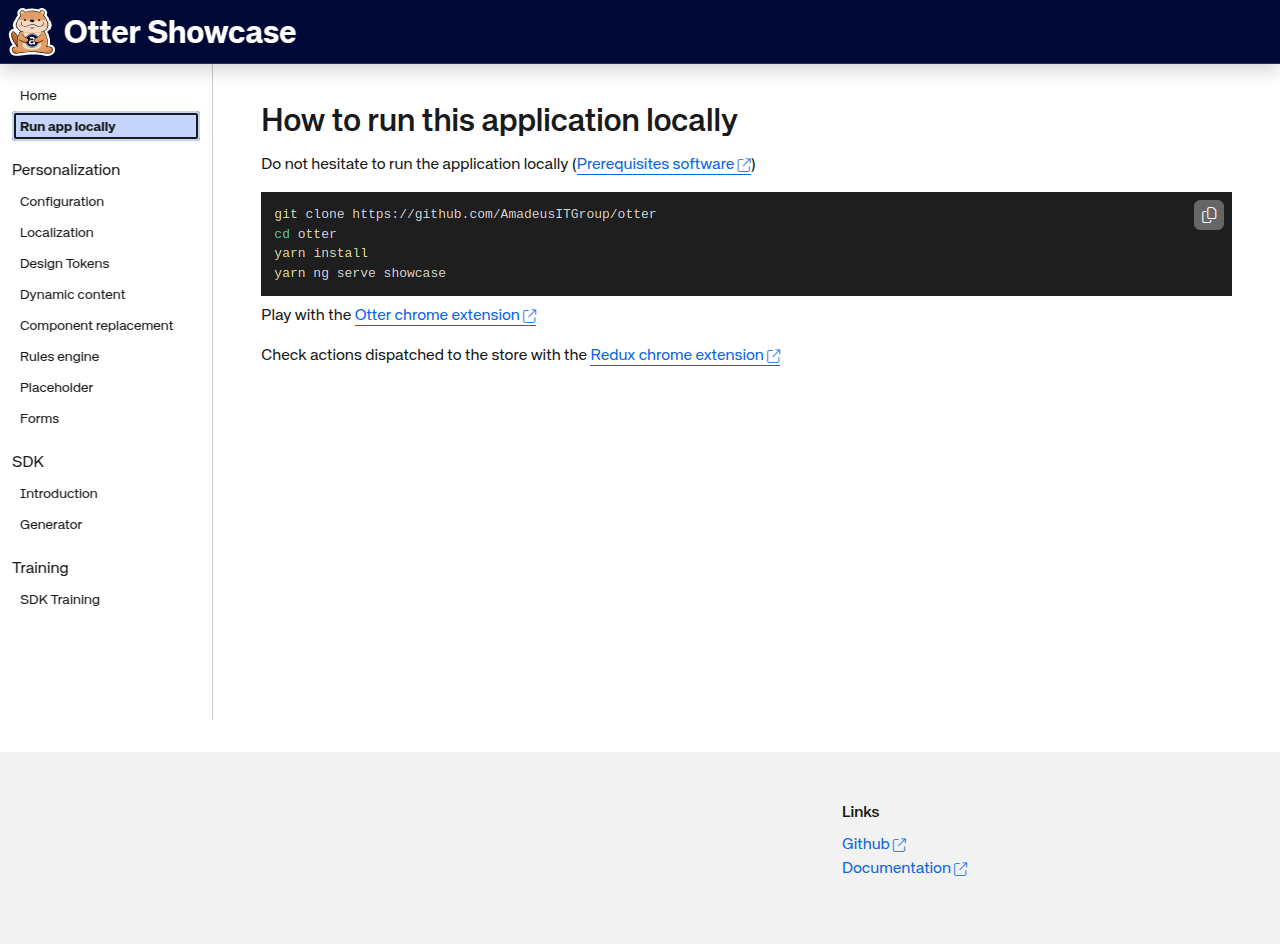 Otter Showcase
Home
Run app locally
Personalization
Configuration
Localization
Design Tokens
Dynamic content
Component replacement
Rules engine
Placeholder
Forms
SDK
Introduction
Generator
Training
SDK Training
How to run this application locally
Do not hesitate to run the application locally (Prerequisites software)
git clone https://github.com/AmadeusITGroup/otter
cd otter
yarn install
yarn ng serve showcase
Play with the Otter chrome extension
Check actions dispatched to the store with the Redux chrome extension
Links
Github
Documentation